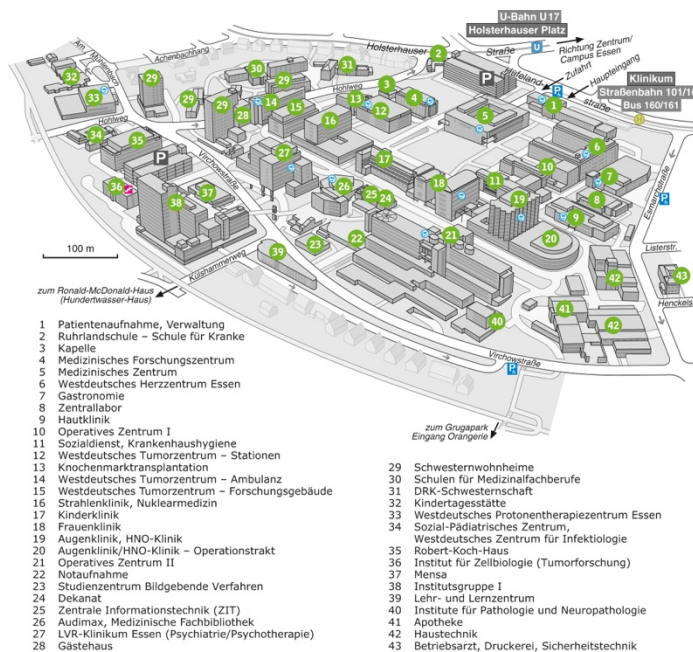 U-Bahn U17
Holsterhauser Platz
Holsterhauser
Straße
Richtung Zentrum/
Campus Essen
Hufeland
straße
Zufahrt
Haupteingang
Klinikum
Straßenbahn 101/10
Bus 160/161
Am Mühlenbach
Achenbachhang
Hohlweg
Hohlweg
Virchowstraße
Esmarchstraße
Listerstr.
Henckels
100 m
Külshammerweg
zum Ronald-McDonald-Haus
(Hundertwasser-Haus)
Virchowstraße
zum Grugapark
Eingang Orangerie
1 Patientenaufnahme, Verwaltung
2 Ruhrlandschule – Schule für Kranke
3 Kapelle
4 Medizinisches Forschungszentrum
5 Medizinisches Zentrum
6 Westdeutsches Herzzentrum Essen
7 Gastronomie
8 Zentrallabor
9 Hautklinik
10 Operatives Zentrum I
11 Sozialdienst, Krankenhaushygiene
12 Westdeutsches Tumorzentrum – Stationen
13 Knochenmarktransplantation
14 Westdeutsches Tumorzentrum – Ambulanz
15 Westdeutsches Tumorzentrum – Forschungsgebäude
16 Strahlenklinik, Nuklearmedizin
17 Kinderklinik
18 Frauenklinik
19 Augenklinik, HNO-Klinik
20 Augenklinik/HNO-Klinik – Operationstrakt
21 Operatives Zentrum II
22 Notaufnahme
23 Studienzentrum Bildgebende Verfahren
24 Dekanat
25 Zentrale Informationstechnik (ZIT)
26 Audimax, Medizinische Fachbibliothek
27 LVR-Klinikum Essen (Psychiatrie/Psychotherapie)
28 Gästehaus
29 Schwesternwohnheime
30 Schulen für Medizinalfachberufe
31 DRK-Schwesternschaft
32 Kindertagesstätte
33 Westdeutsches Protonentherapiezentrum Essen
34 Sozial-Pädiatrisches Zentrum,
Westdeutsches Zentrum für Infektiologie
35 Robert-Koch-Haus
36 Institut für Zellbiologie (Tumorforschung)
37 Mensa
38 Institutsgruppe I
39 Lehr- und Lernzentrum
40 Institute für Pathologie und Neuropathologie
41 Apotheke
42 Haustechnik
43 Betriebsarzt, Druckerei, Sicherheitstechnik